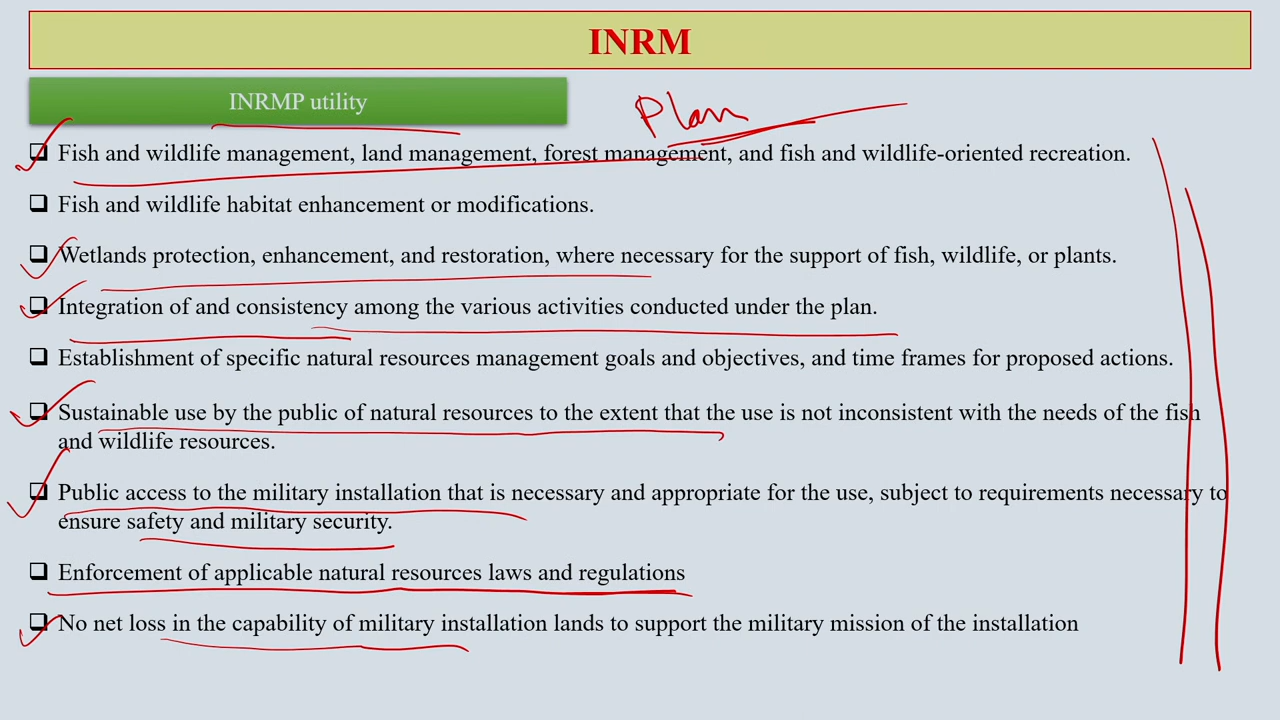 INRM
INRMP utility
Plan
Fish and wildlife management, land management, forest management, and fish and wildlife-oriented recreation.
Fish and wildlife habitat enhancement or modifications.
Wetlands protection, enhancement, and restoration, where necessary for the support of fish, wildlife, or plants.
Integration of and consistency among the various activities conducted under the plan.
Establishment of specific natural resources management goals and objectives, and time frames for proposed actions.
Sustainable use by the public of natural resources to the extent that the use is not inconsistent with the needs of the fish
and wildlife resources.
Public access to the military installation that is necessary and appropriate for the use, subject to requirements necessary to
ensure safety and military security.
Enforcement of applicable natural resources laws and regulations
No net loss in the capability of military installation lands to support the military mission of the installation